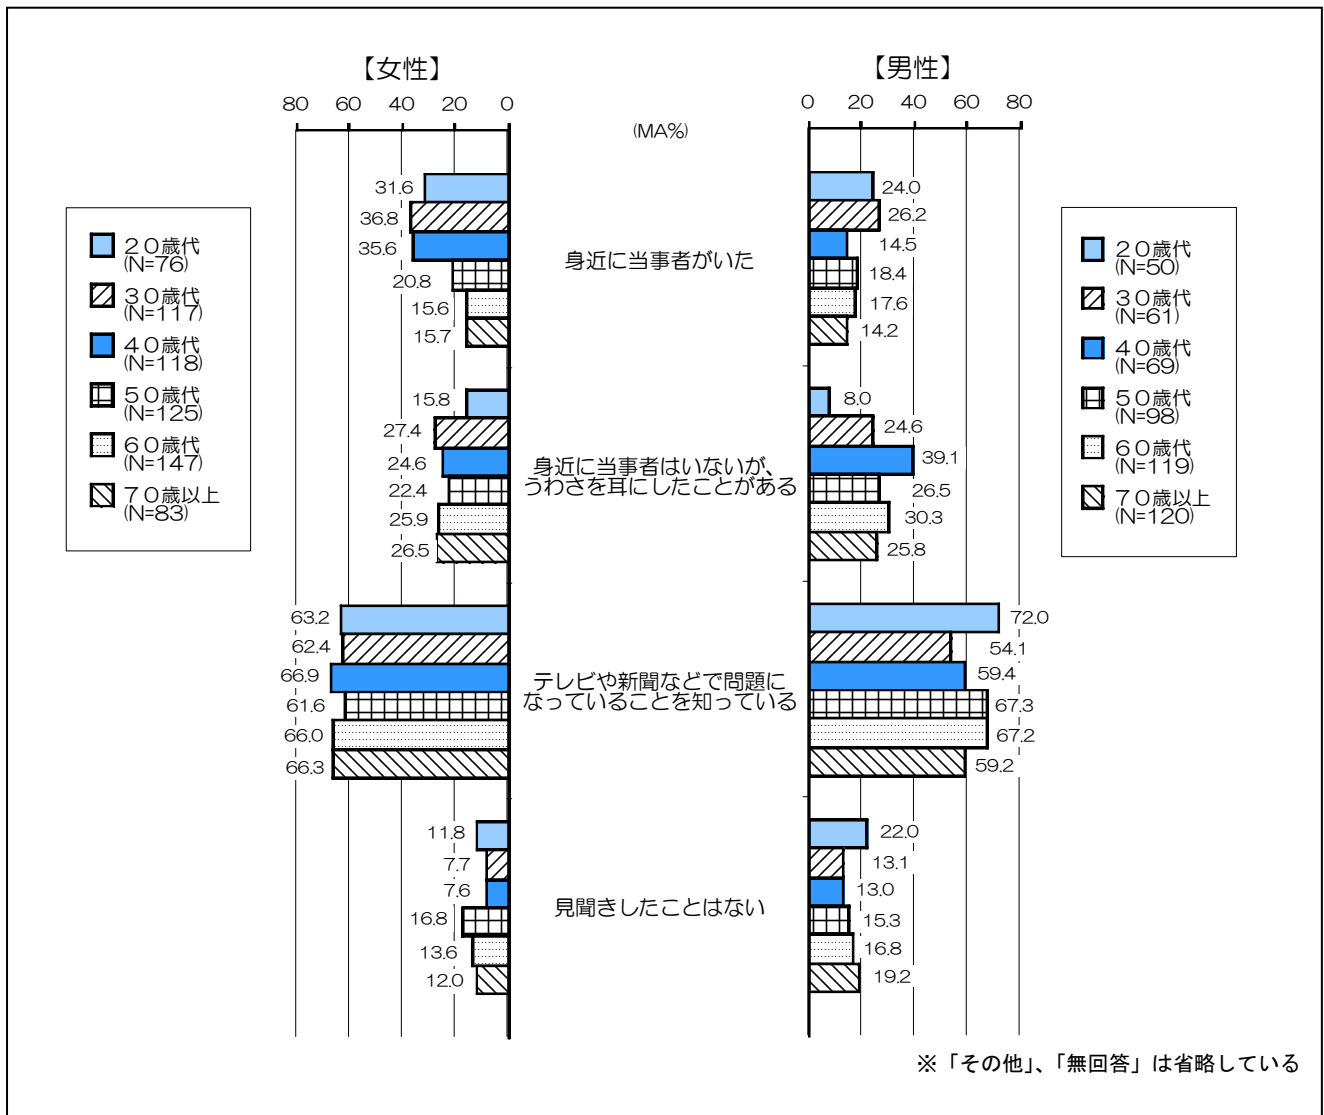 【女性】
【男性】
80 60 40 20 0
0 20 40 60 80
(MA%)
２０歳代
(N=76)
３０歳代
(N=117)
４０歳代
(N=118)
５０歳代
(N=125)
６０歳代
(N=147)
７０歳以上
(N=83)
31.6
36.8
35.6
20.8
15.6
15.7
身近に当事者がいた
24.0
26.2
14.5
18.4
17.6
14.2
15.8
27.4
24.6
22.4
25.9
26.5
身近に当事者はいないが、
うわさを耳にしたことがある
8.0
24.6
39.1
26.5
30.3
25.8
63.2
62.4
66.9
61.6
66.0
66.3
テレビや新聞などで問題に
なっていることを知っている
72.0
54.1
59.4
67.3
67.2
59.2
11.8
7.7
7.6
16.8
13.6
12.0
見聞きしたことはない
22.0
13.1
13.0
15.3
16.8
19.2
２０歳代
(N=50)
３０歳代
(N=61)
４０歳代
(N=69)
５０歳代
(N=98)
６０歳代
(N=119)
７０歳以上
(N=120)
※「その他」、「無回答」は省略している